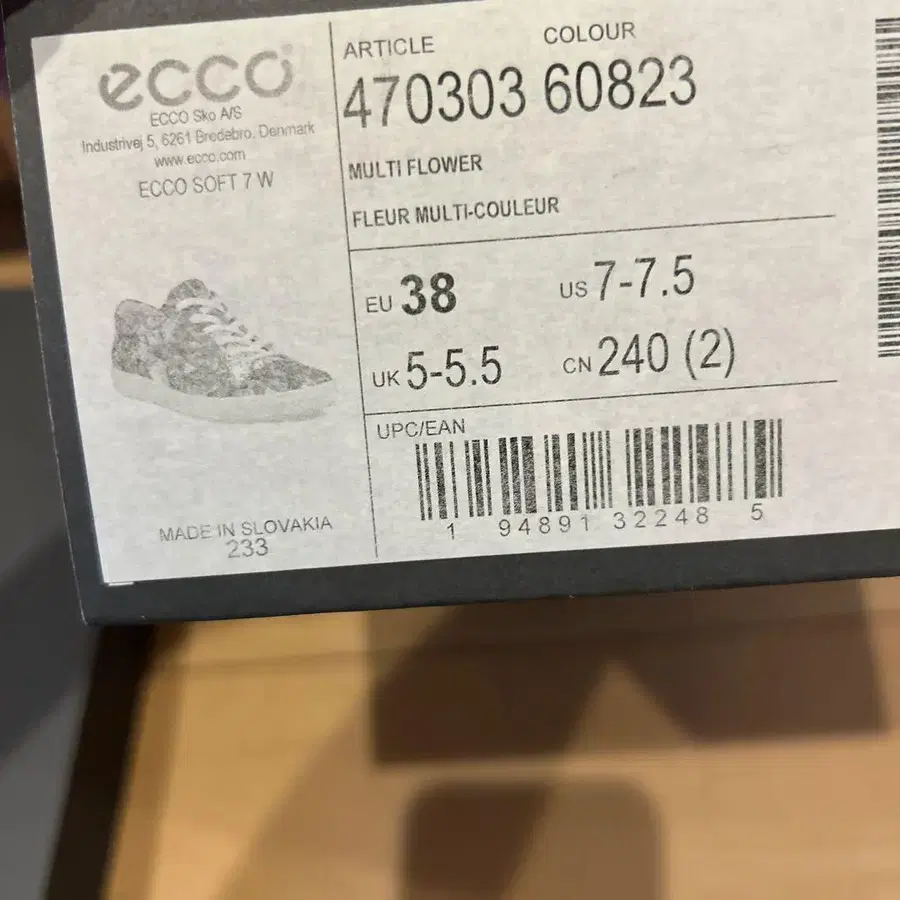 ecco
ECCO Sko A/S
Industrivej 5, 6261 Bredebro, Denmark
www.ecco.com
ECCO SOFT 7 W
MADE IN SLOVAKIA
233
ARTICLE COLOUR
470303 60823
MULTI FLOWER
FLEUR MULTI-COULEUR
EU 38 US 7-7.5
UK 5-5.5 CN 240 (2)
UPC/EAN
1 94891 32248 5